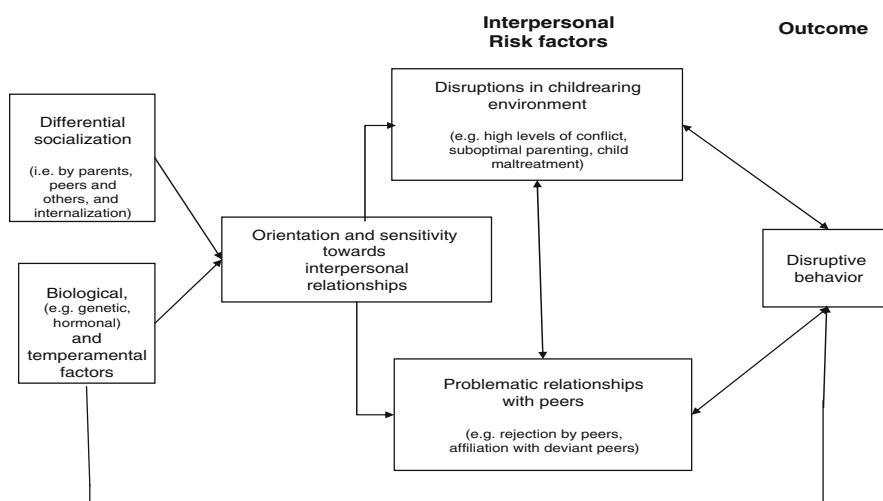 Interpersonal
Risk factors
Outcome
Differential
socialization
(i.e. by parents,
peers and
others, and
internalization)
Biological,
(e.g. genetic,
hormonal)
and
temperamental
factors
Orientation and sensitivity
towards
interpersonal
relationships
Disruptions in childrearing
environment
(e.g. high levels of conflict,
suboptimal parenting, child
maltreatment)
Problematic relationships
with peers
(e.g. rejection by peers,
affiliation with deviant peers)
Disruptive
behavior